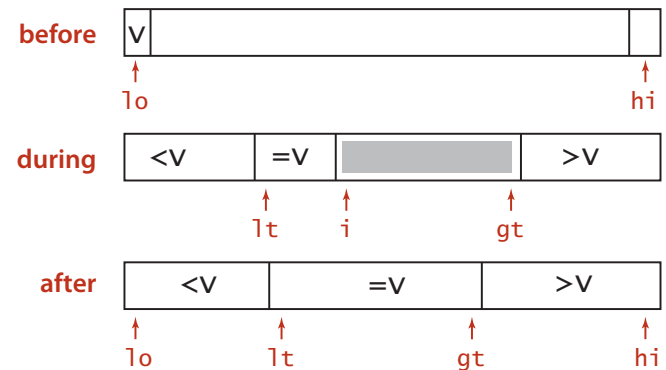 before V
lo hi
during <V =V >V
lt i gt
after <V =V >V
lo lt gt hi